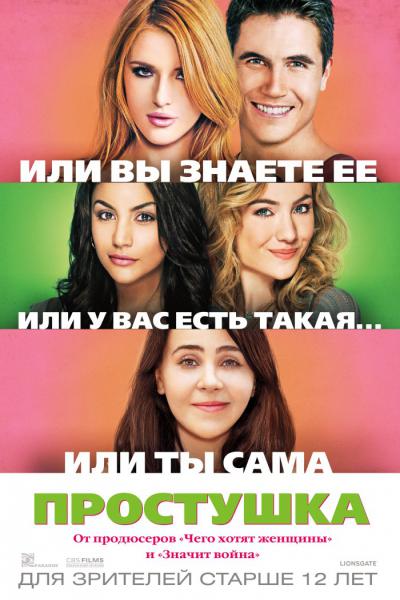 ИЛИ ВЫ ЗНАЕТЕ ЕЕ
ИЛИ У ВАС ЕСТЬ ТАКАЯ...
ИЛИ ТЫ САМА
ПРОСТУШКА
От продюсеров «Чего хотят женщины»
и «Значит война»
CBS FILMS
LIONSGATE
ДЛЯ ЗРИТЕЛЕЙ СТАРШЕ 12 ЛЕТ